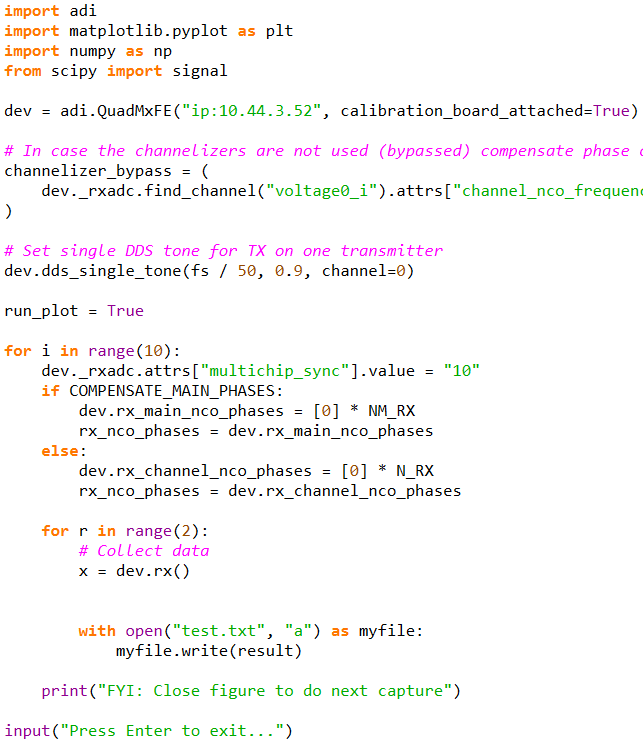 import adi
import matplotlib.pyplot as plt
import numpy as np
from scipy import signal
dev = adi.QuadMxFE("ip:10.44.3.52", calibration_board_attached=True)
# In case the channelizers are not used (bypassed) compensate phase
channelizer_bypass = (
dev._rxadc.find_channel("voltage0_i").attrs["channel_nco_frequenc
)
# Set single DDS tone for TX on one transmitter
dev.dds_single_tone(fs / 50, 0.9, channel=0)
run_plot = True
for i in range(10):
dev._rxadc.attrs["multichip_sync"].value = "10"
if COMPENSATE_MAIN_PHASES:
dev.rx_main_nco_phases = [0] * NM_RX
rx_nco_phases = dev.rx_main_nco_phases
else:
dev.rx_channel_nco_phases = [0] * N_RX
rx_nco_phases = dev.rx_channel_nco_phases
for r in range(2):
# Collect data
x = dev.rx()
with open("test.txt", "a") as myfile:
myfile.write(result)
print("FYI: Close figure to do next capture")
input("Press Enter to exit...")